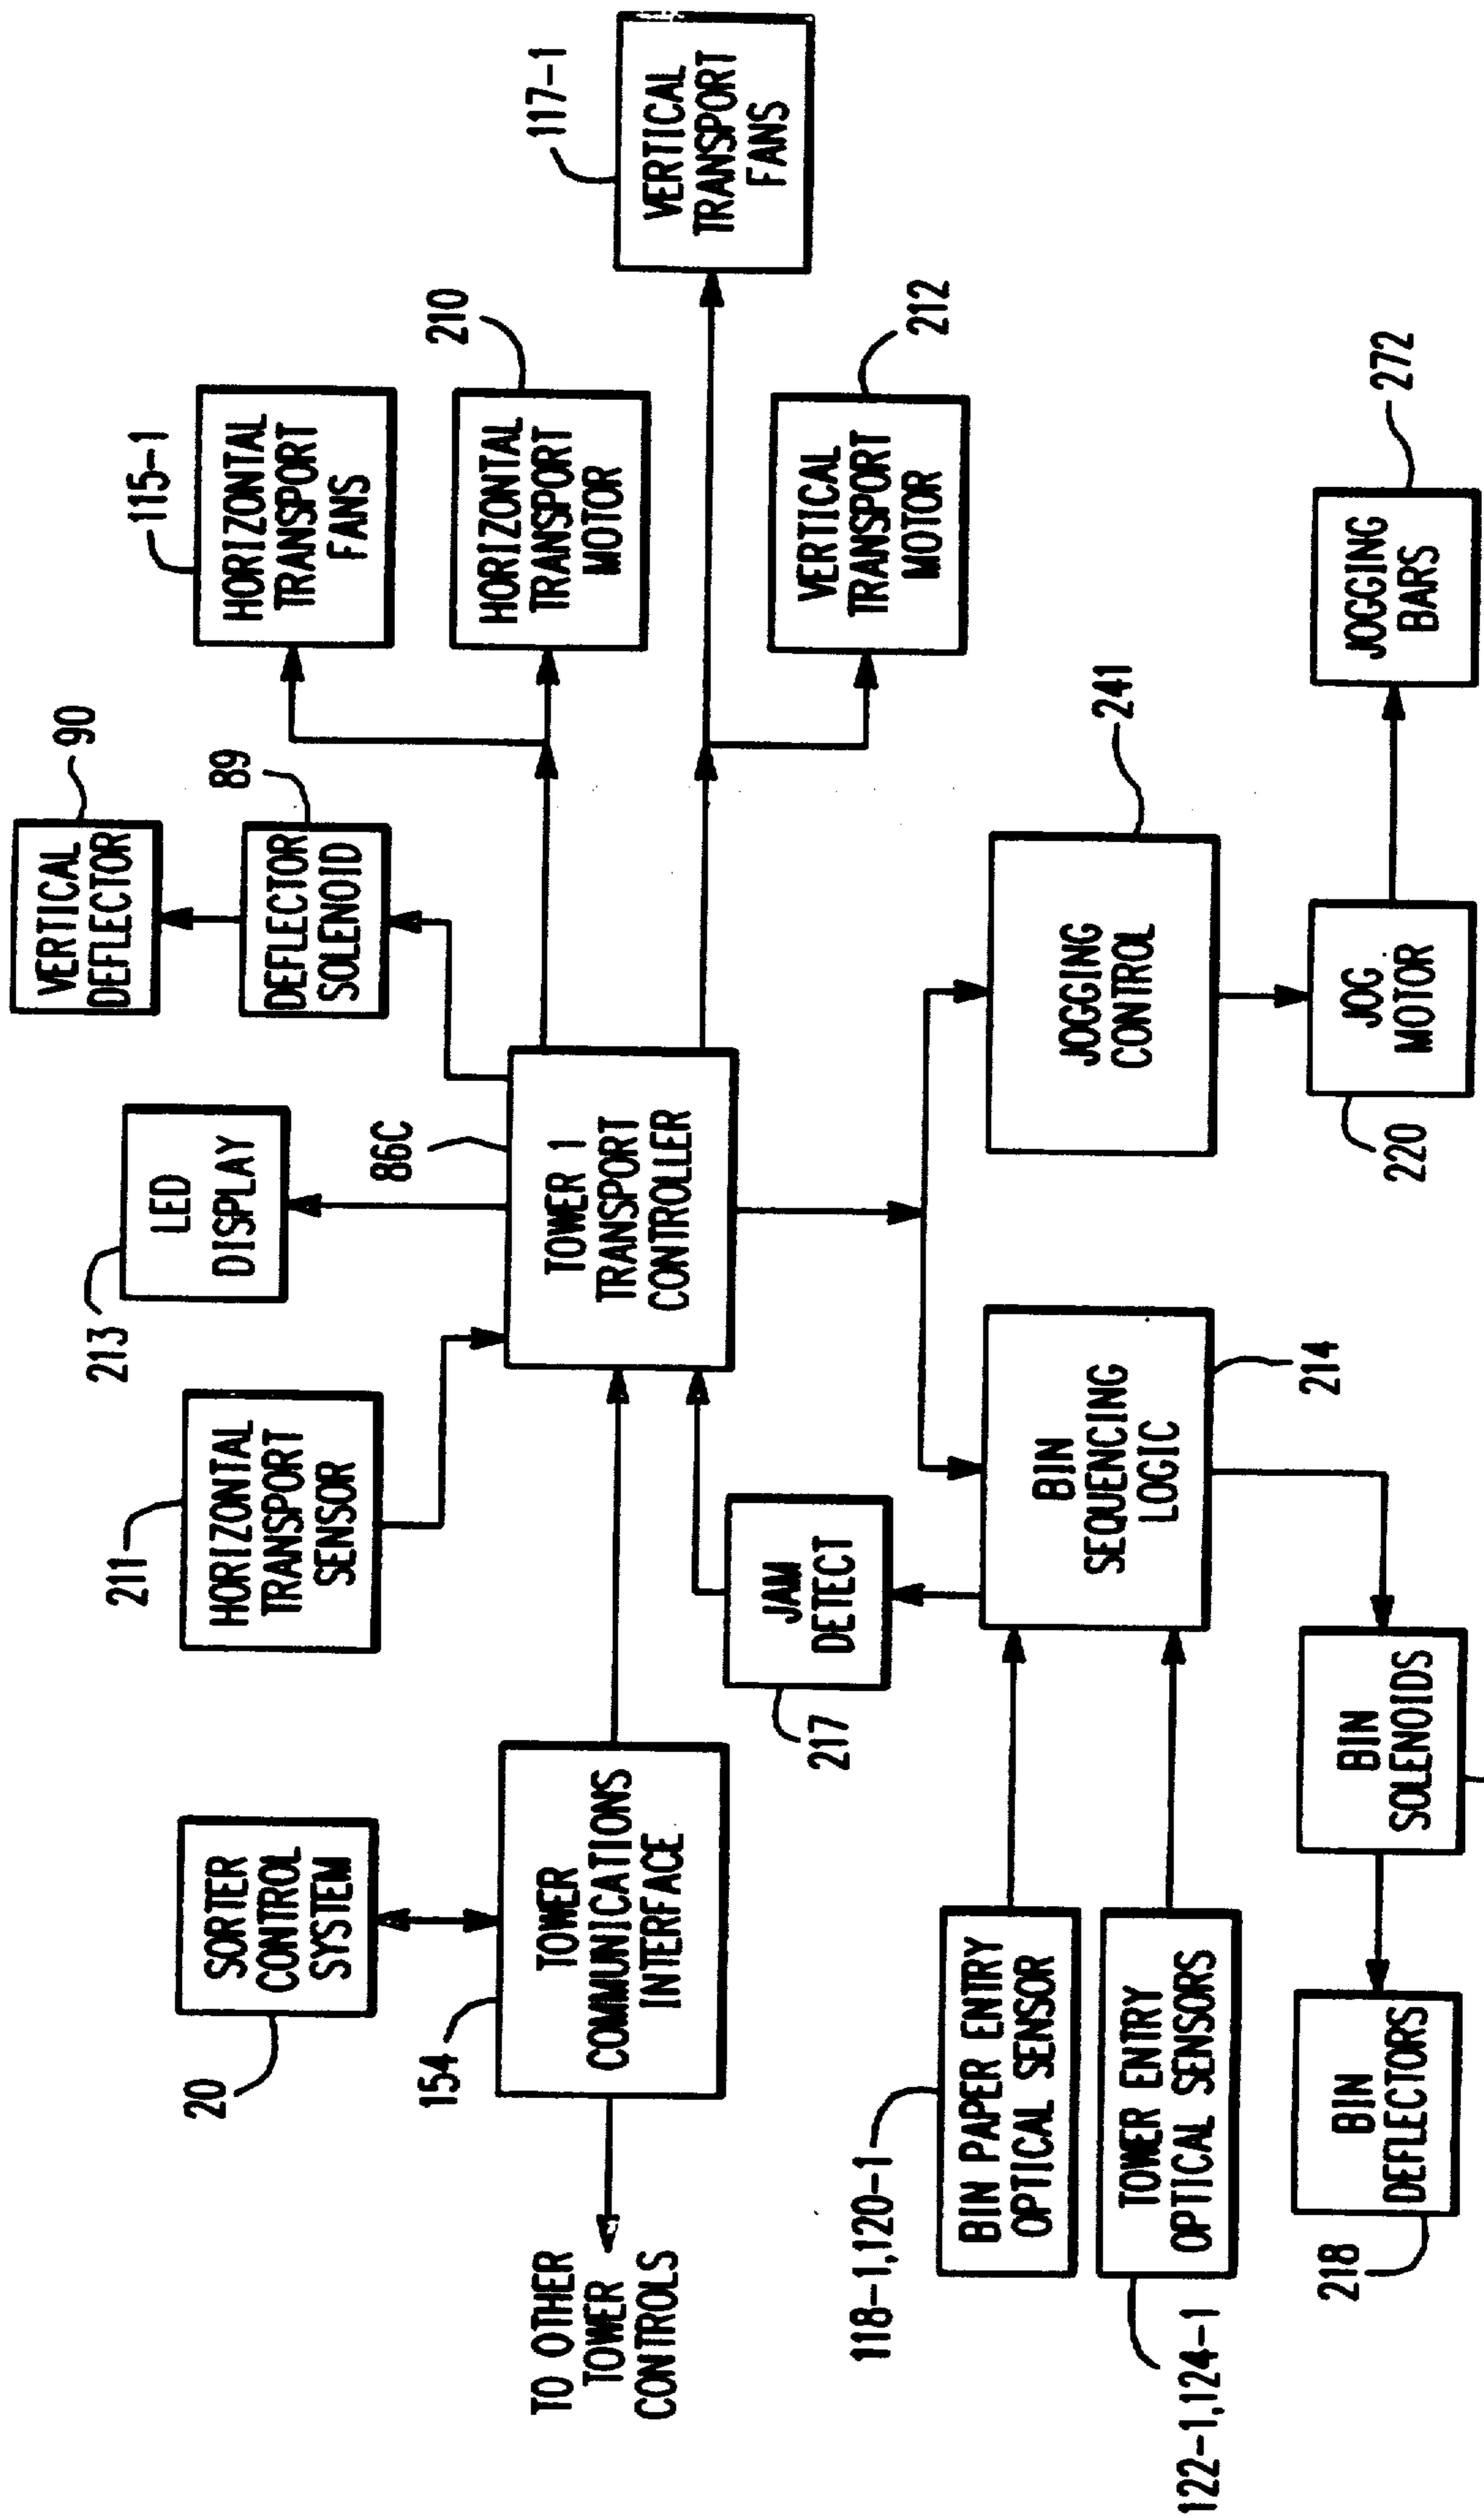 90
VERTICAL
DEFLECTOR
89
DEFLECTOR
SOLENOID
115-1
HORIZONTAL
TRANSPORT
FANS
210
HORIZONTAL
TRANSPORT
MOTOR
117-1
VERTICAL
TRANSPORT
FANS
212
VERTICAL
TRANSPORT
MOTOR
213
LED
DISPLAY
211
HORIZONTAL
TRANSPORT
SENSOR
20
SORTER
CONTROL
SYSTEM
154
TOWER
COMMUNICATIONS
INTERFACE
TO OTHER
TOWER
CONTROLS
86C
TOWER 1
TRANSPORT
CONTROLLER
217
JAM
DETECT
118-1,120-1
BIN PAPER ENTRY
OPTICAL SENSOR
TOWER ENTRY
OPTICAL SENSORS
122-1,124-1
BIN
SEQUENCING
LOGIC
214
241
JOGGING
CONTROL
218
BIN
DEFLECTORS
BIN
SOLENOIDS
220
JOG
MOTOR
272
JOGGING
BARS